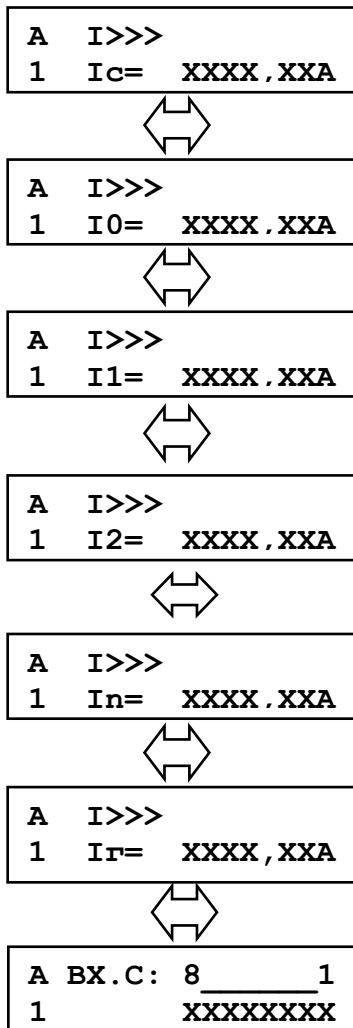 A I>>>
1 Ic= XXXX,XXA
A I>>>
1 I0= XXXX,XXA
A I>>>
1 I1= XXXX,XXA
A I>>>
1 I2= XXXX,XXA
A I>>>
1 In= XXXX,XXA
A I>>>
1 Ir= XXXX,XXA
A BX.C: 8______1
1 XXXXXXXX